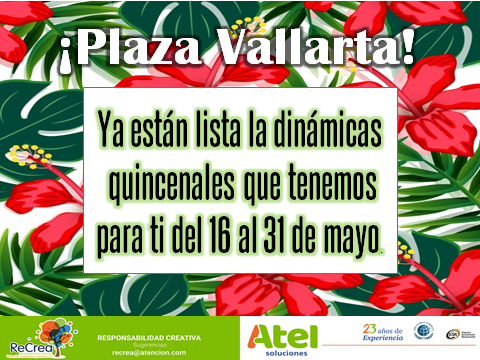 ¡Plaza Vallarta!
Ya están lista la dinámicas
quincenales que tenemos
para ti del 16 al 31 de mayo.
ReCrea
RESPONSABILIDAD CREATIVA
Sugerencias
recrea@atencion.com
Atel
soluciones
23 años de
Experiencia
ESR